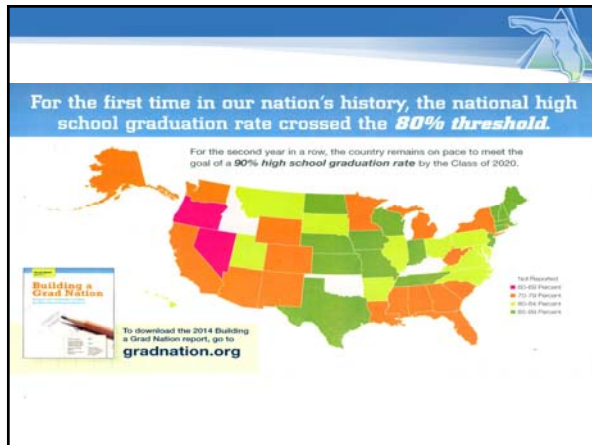 For the first time in our nation's history, the national high
school graduation rate crossed the 80% threshold.
For the second year in a row, the country remains on pace to meet the
goal of a 90% high school graduation rate by the Class of 2020.
Not Reported
60-69 Percent
70-79 Percent
80-84 Percent
85-89 Percent
Building a
Grad Nation
To download the 2014 Building
a Grad Nation report, go to
gradnation.org